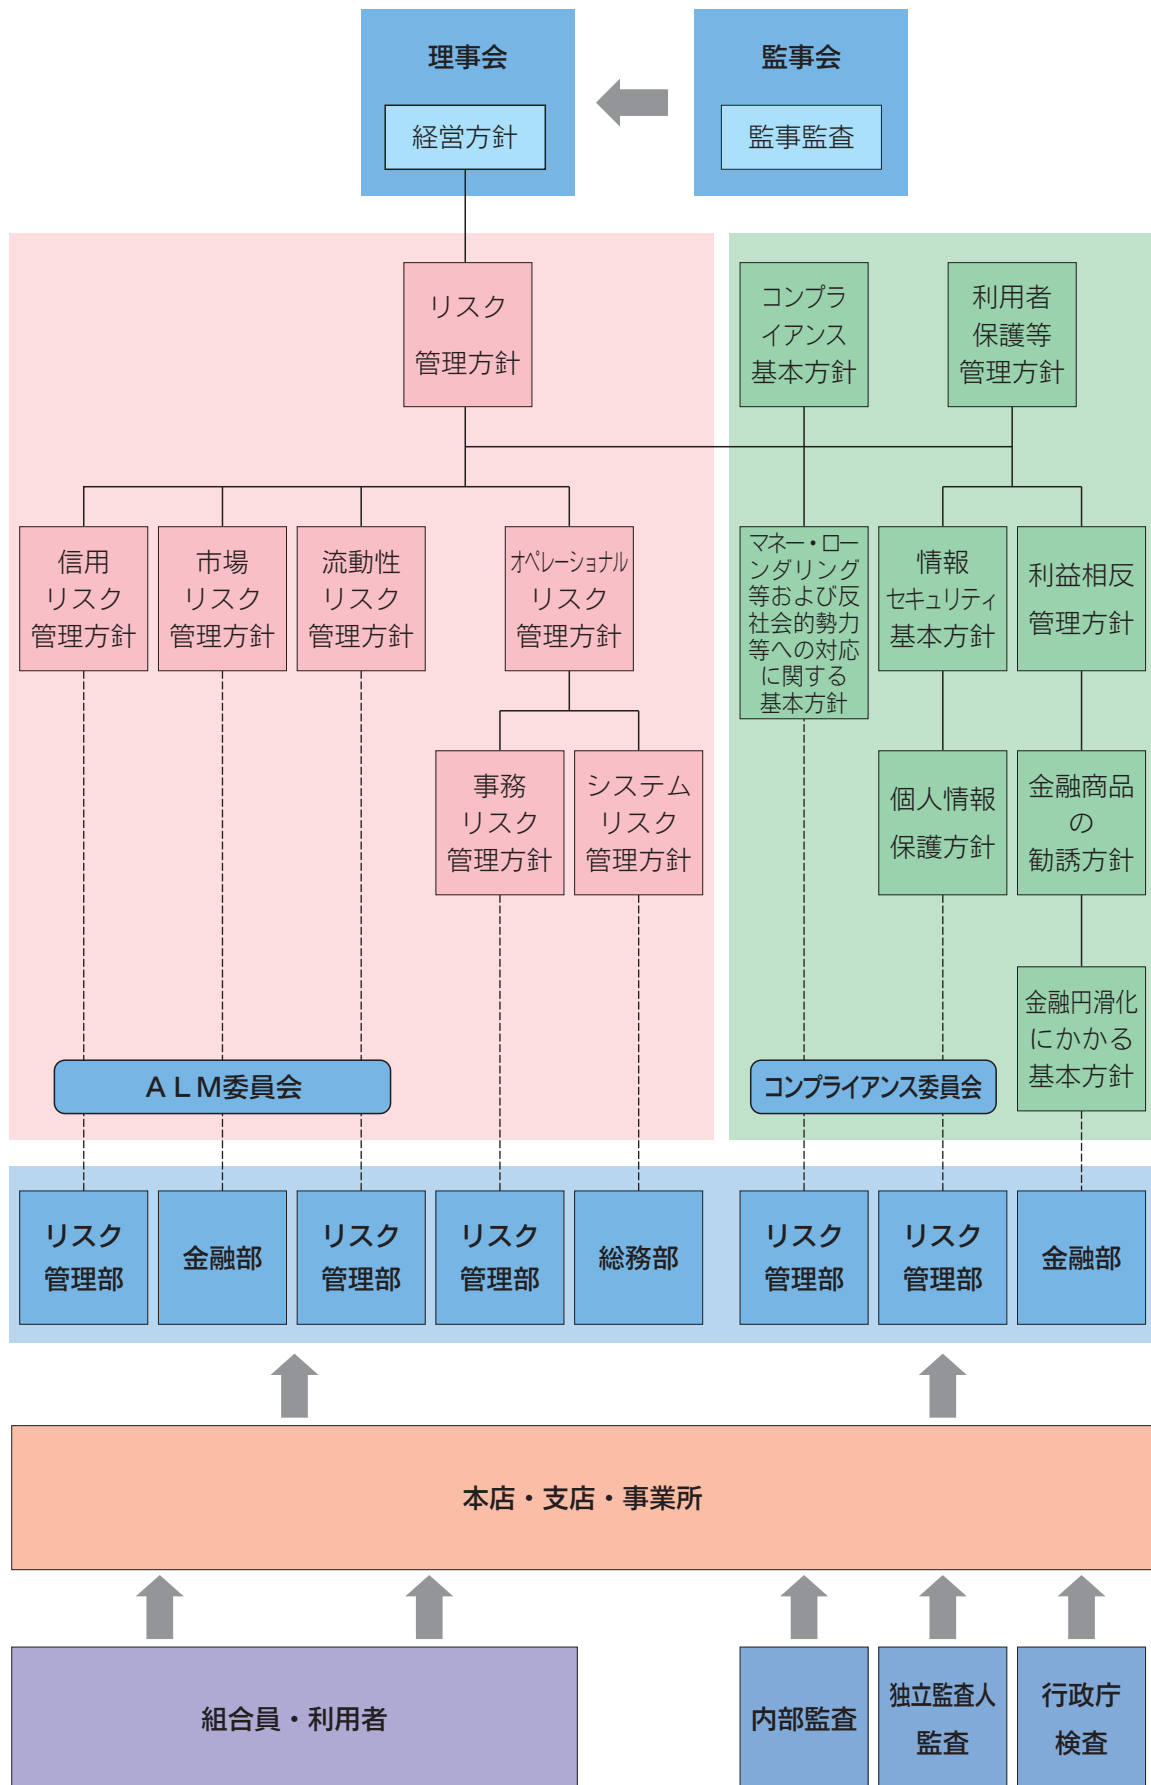 理事会
経営方針
監事会
監事監査
リスク
管理方針
コンプラ
イアンス
基本方針
利用者
保護等
管理方針
信用
リスク
管理方針
市場
リスク
管理方針
流動性
リスク
管理方針
オペレーショナル
リスク
管理方針
マネー・ロー
ンダリング
等および反
社会的勢力
等への対応
に関する
基本方針
情報
セキュリティ
基本方針
利益相反
管理方針
事務
リスク
管理方針
システム
リスク
管理方針
個人情報
保護方針
金融商品
の
勧誘方針
金融円滑化
にかかる
基本方針
ＡＬＭ委員会
コンプライアンス委員会
リスク
管理部
金融部
リスク
管理部
リスク
管理部
総務部
リスク
管理部
リスク
管理部
金融部
本店・支店・事業所
組合員・利用者
内部監査
独立監査人
監査
行政庁
検査